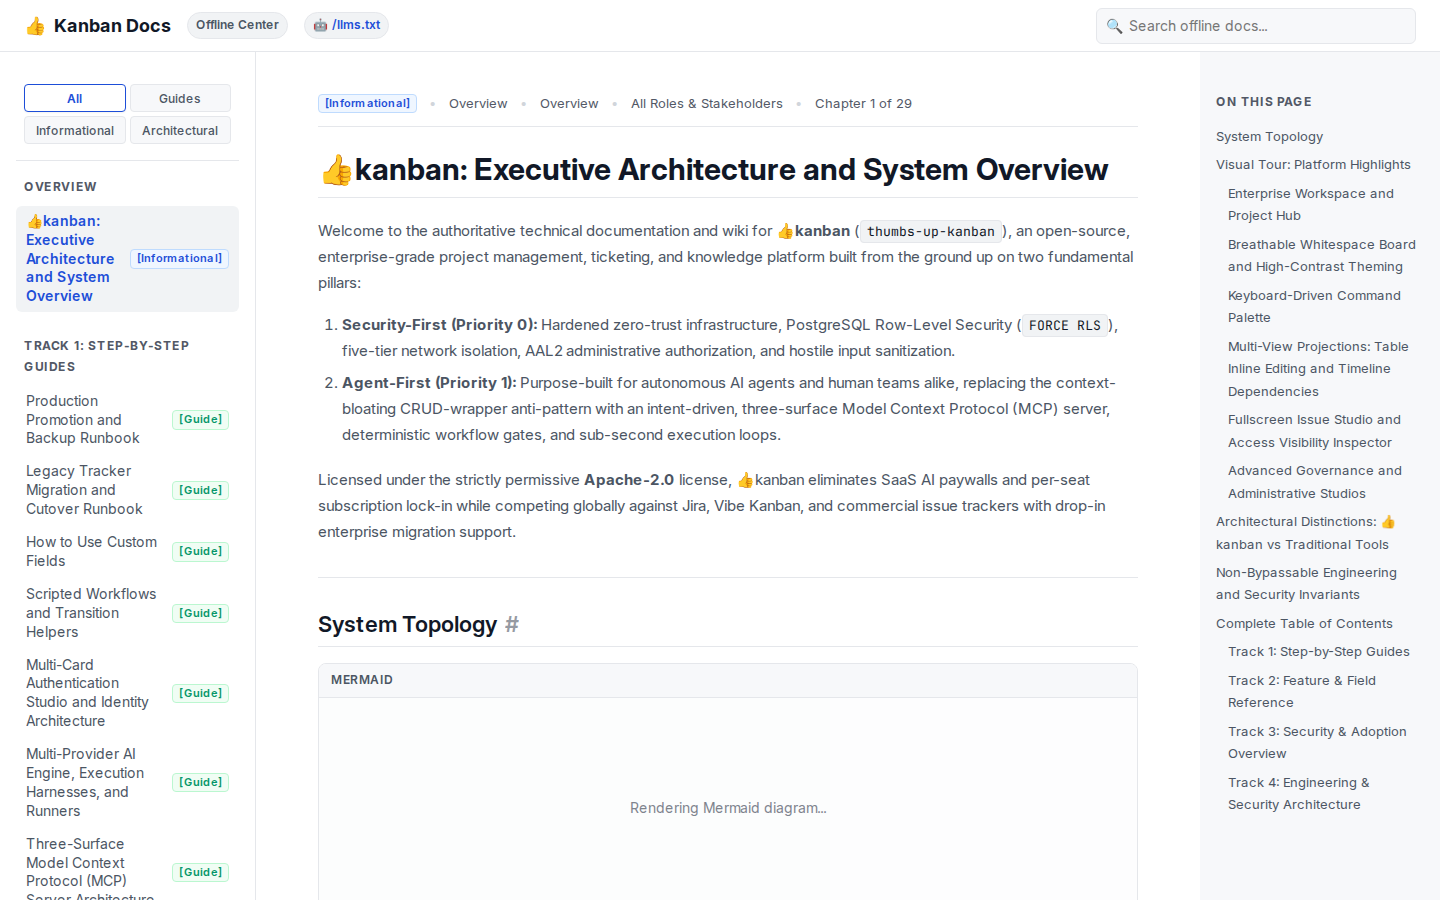 👍 Kanban Docs
Offline Center
🤖 /llms.txt
🔍 Search offline docs...
All
Guides
Informational
Architectural
OVERVIEW
👍kanban:
Executive
Architecture
and System
Overview
[Informational]
TRACK 1: STEP-BY-STEP
GUIDES
Production
Promotion and
Backup Runbook
[Guide]
Legacy Tracker
Migration and
Cutover Runbook
[Guide]
How to Use Custom
Fields
[Guide]
Scripted Workflows
and Transition
Helpers
[Guide]
Multi-Card
Authentication
Studio and Identity
Architecture
[Guide]
Multi-Provider AI
Engine, Execution
Harnesses, and
Runners
[Guide]
Three-Surface
Model Context
Protocol (MCP)
Server Architecture
[Guide]
[Informational] • Overview • Overview • All Roles & Stakeholders • Chapter 1 of 29
👍kanban: Executive Architecture and System Overview
Welcome to the authoritative technical documentation and wiki for 👍kanban (thumbs-up-kanban), an open-source,
enterprise-grade project management, ticketing, and knowledge platform built from the ground up on two fundamental
pillars:
1. Security-First (Priority 0): Hardened zero-trust infrastructure, PostgreSQL Row-Level Security (FORCE RLS),
five-tier network isolation, AAL2 administrative authorization, and hostile input sanitization.
2. Agent-First (Priority 1): Purpose-built for autonomous AI agents and human teams alike, replacing the context-
bloating CRUD-wrapper anti-pattern with an intent-driven, three-surface Model Context Protocol (MCP) server,
deterministic workflow gates, and sub-second execution loops.
Licensed under the strictly permissive Apache-2.0 license, 👍kanban eliminates SaaS AI paywalls and per-seat
subscription lock-in while competing globally against Jira, Vibe Kanban, and commercial issue trackers with drop-in
enterprise migration support.
System Topology #
MERMAID
Rendering Mermaid diagram...
ON THIS PAGE
System Topology
Visual Tour: Platform Highlights
Enterprise Workspace and
Project Hub
Breathable Whitespace Board
and High-Contrast Theming
Keyboard-Driven Command
Palette
Multi-View Projections: Table
Inline Editing and Timeline
Dependencies
Fullscreen Issue Studio and
Access Visibility Inspector
Advanced Governance and
Administrative Studios
Architectural Distinctions: 👍
kanban vs Traditional Tools
Non-Bypassable Engineering
and Security Invariants
Complete Table of Contents
Track 1: Step-by-Step Guides
Track 2: Feature & Field
Reference
Track 3: Security & Adoption
Overview
Track 4: Engineering &
Security Architecture